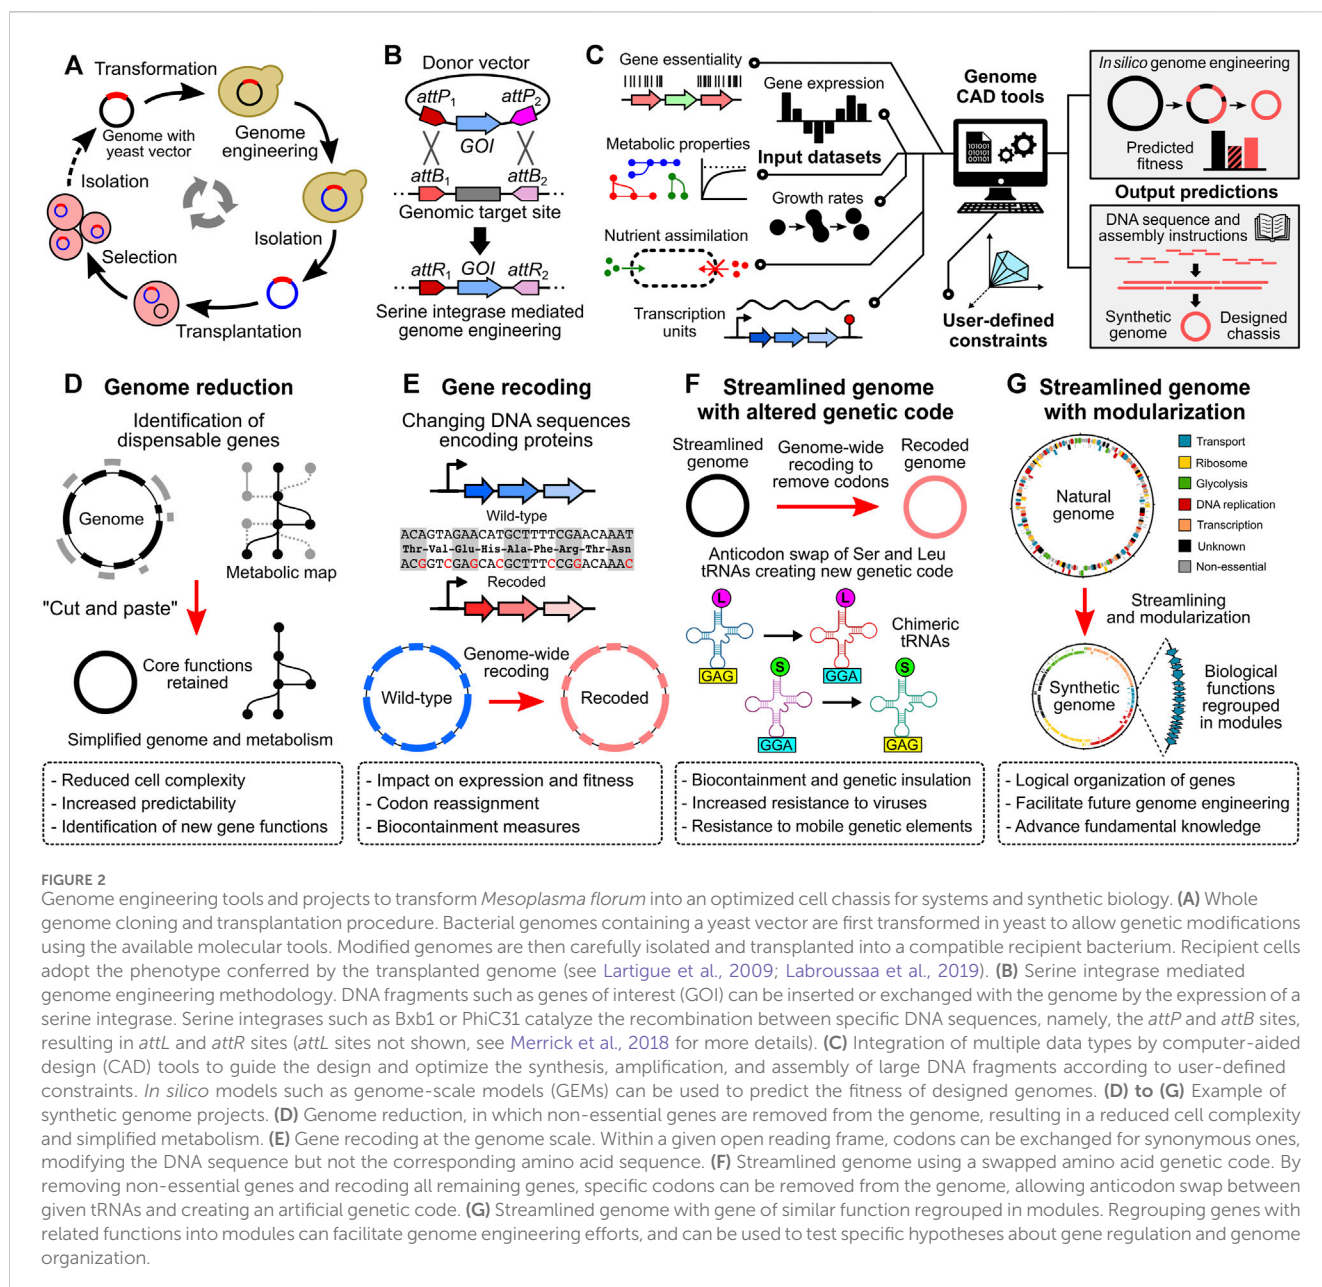 A
Transformation
Genome with
yeast vector
Genome
engineering
Isolation
Isolation
Selection
Transplantation
B
Donor vector
attP1
attP2
GOI
attB1
attB2
Genomic target site
attR1
GOI
attR2
Serine integrase mediated
genome engineering
C
Gene essentiality
Gene expression
Metabolic properties
Input datasets
Growth rates
Nutrient assimilation
Transcription
units
Genome
CAD tools
101001
010101
001101
User-defined
constraints
In silico genome engineering
Predicted
fitness
Output predictions
DNA sequence and
assembly instructions
Synthetic
genome
Designed
chassis
D Genome reduction
Identification of
dispensable genes
Genome
Metabolic map
"Cut and paste"
Core functions
retained
Simplified genome and metabolism
- Reduced cell complexity
- Increased predictability
- Identification of new gene functions
E Gene recoding
Changing DNA sequences
encoding proteins
Wild-type
ACAGTAGAACATGCTTTTCGAACAAAT
Thr-Val-Glu-His-Ala-Phe-Arg-Thr-Asn
ACGGTCGAGCACGCTTTCCGGACAAAC
Recoded
Genome-wide
recoding
Wild-type
Recoded
- Impact on expression and fitness
- Codon reassignment
- Biocontainment measures
F Streamlined genome
with altered genetic code
Streamlined
genome
Genome-wide
recoding to
remove codons
Recoded
genome
Anticodon swap of Ser and Leu
tRNAs creating new genetic code
L
L
Chimeric
tRNAs
GAG
GGA
S
S
GGA
GAG
- Biocontainment and genetic insulation
- Increased resistance to viruses
- Resistance to mobile genetic elements
G Streamlined genome
with modularization
Natural
genome
Transport
Ribosome
Glycolysis
DNA replication
Transcription
Unknown
Non-essential
Streamlining
and modularization
Synthetic
genome
Biological
functions
regrouped
in modules
- Logical organization of genes
- Facilitate future genome engineering
- Advance fundamental knowledge
FIGURE 2
Genome engineering tools and projects to transform Mesoplasma florum into an optimized cell chassis for systems and synthetic biology. (A) Whole
genome cloning and transplantation procedure. Bacterial genomes containing a yeast vector are first transformed in yeast to allow genetic modifications
using the available molecular tools. Modified genomes are then carefully isolated and transplanted into a compatible recipient bacterium. Recipient cells
adopt the phenotype conferred by the transplanted genome (see Lartigue et al., 2009; Labroussaa et al., 2019). (B) Serine integrase mediated
genome engineering methodology. DNA fragments such as genes of interest (GOI) can be inserted or exchanged with the genome by the expression of a
serine integrase. Serine integrases such as Bxb1 or PhiC31 catalyze the recombination between specific DNA sequences, namely, the attP and attB sites,
resulting in attL and attR sites (attL sites not shown, see Merrick et al., 2018 for more details). (C) Integration of multiple data types by computer-aided
design (CAD) tools to guide the design and optimize the synthesis, amplification, and assembly of large DNA fragments according to user-defined
constraints. In silico models such as genome-scale models (GEMs) can be used to predict the fitness of designed genomes. (D) to (G) Example of
synthetic genome projects. (D) Genome reduction, in which non-essential genes are removed from the genome, resulting in a reduced cell complexity
and simplified metabolism. (E) Gene recoding at the genome scale. Within a given open reading frame, codons can be exchanged for synonymous ones,
modifying the DNA sequence but not the corresponding amino acid sequence. (F) Streamlined genome using a swapped amino acid genetic code. By
removing non-essential genes and recoding all remaining genes, specific codons can be removed from the genome, allowing anticodon swap between
given tRNAs and creating an artificial genetic code. (G) Streamlined genome with gene of similar function regrouped in modules. Regrouping genes with
related functions into modules can facilitate genome engineering efforts, and can be used to test specific hypotheses about gene regulation and genome
organization.